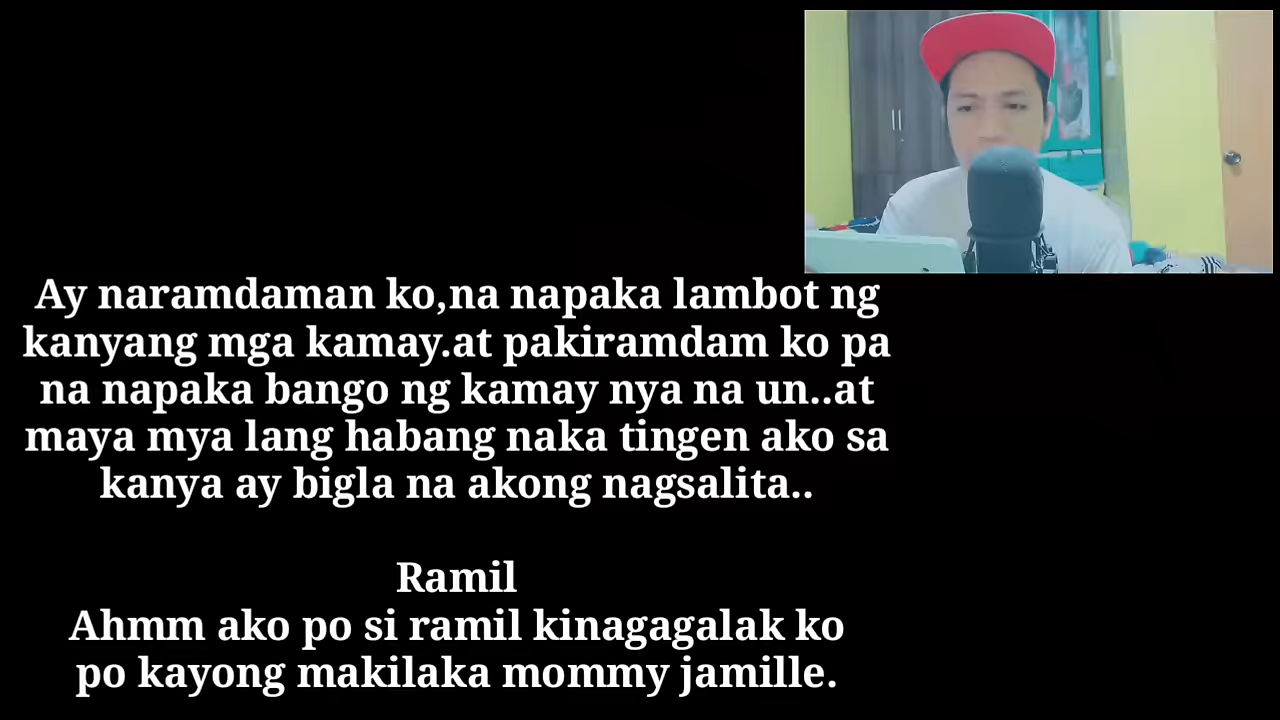 Ay naramdaman ko,na napaka lambot ng
kanyang mga kamay.at pakiramdam ko pa
na napaka bango ng kamay nya na un..at
maya mya lang habang naka tingen ako sa
kanya ay bigla na akong nagsalita..
Ramil
Ahmm ako po si ramil kinagagalak ko
po kayong makilaka mommy jamille.